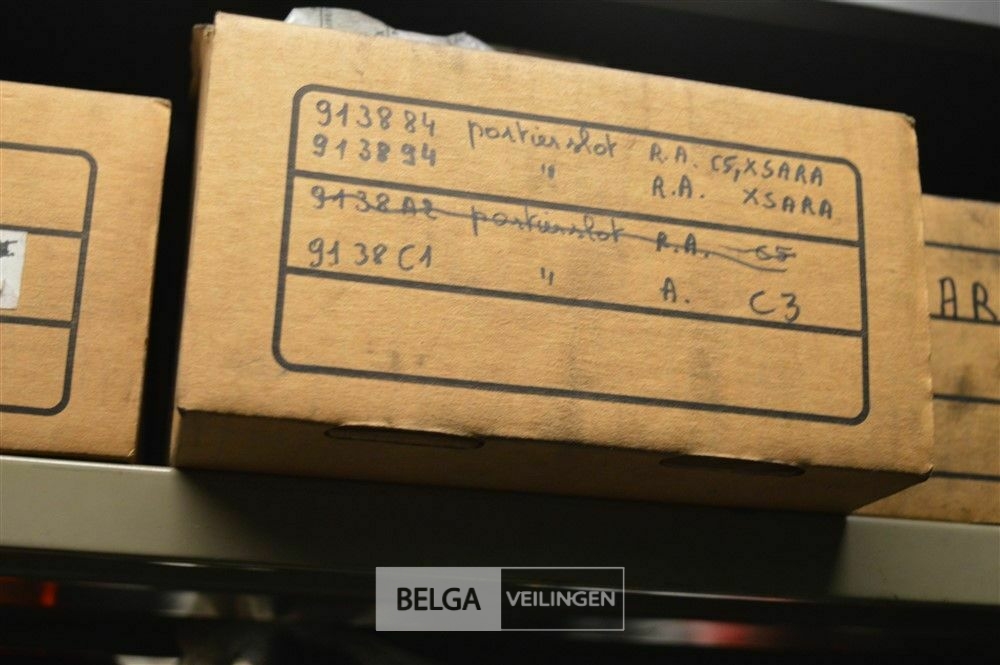 913884 portierslot R.A. C5, XSARA
913894 " R.A. XSARA
9138A2 portierslot R.A. C5
9138C1 " A. C3
AR
BELGA VEILINGEN